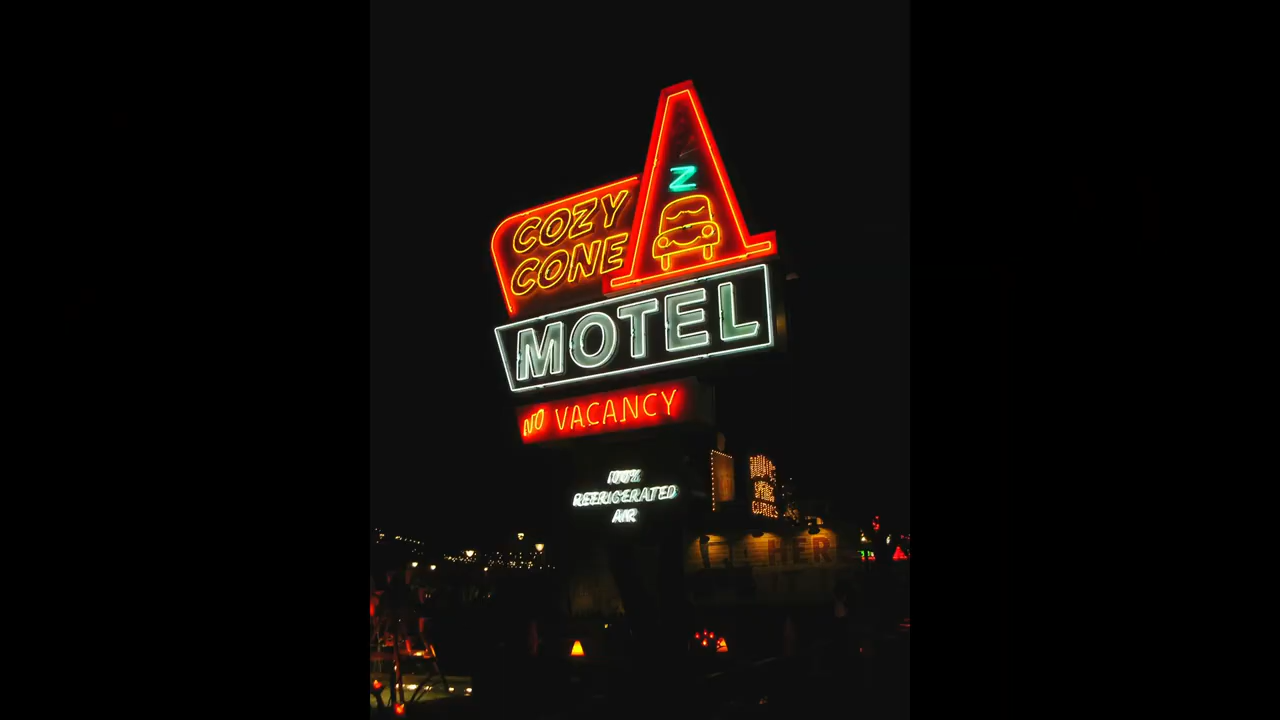 Z
COZY
CONE
MOTEL
NO VACANCY
100%
REFRIGERATED
AIR